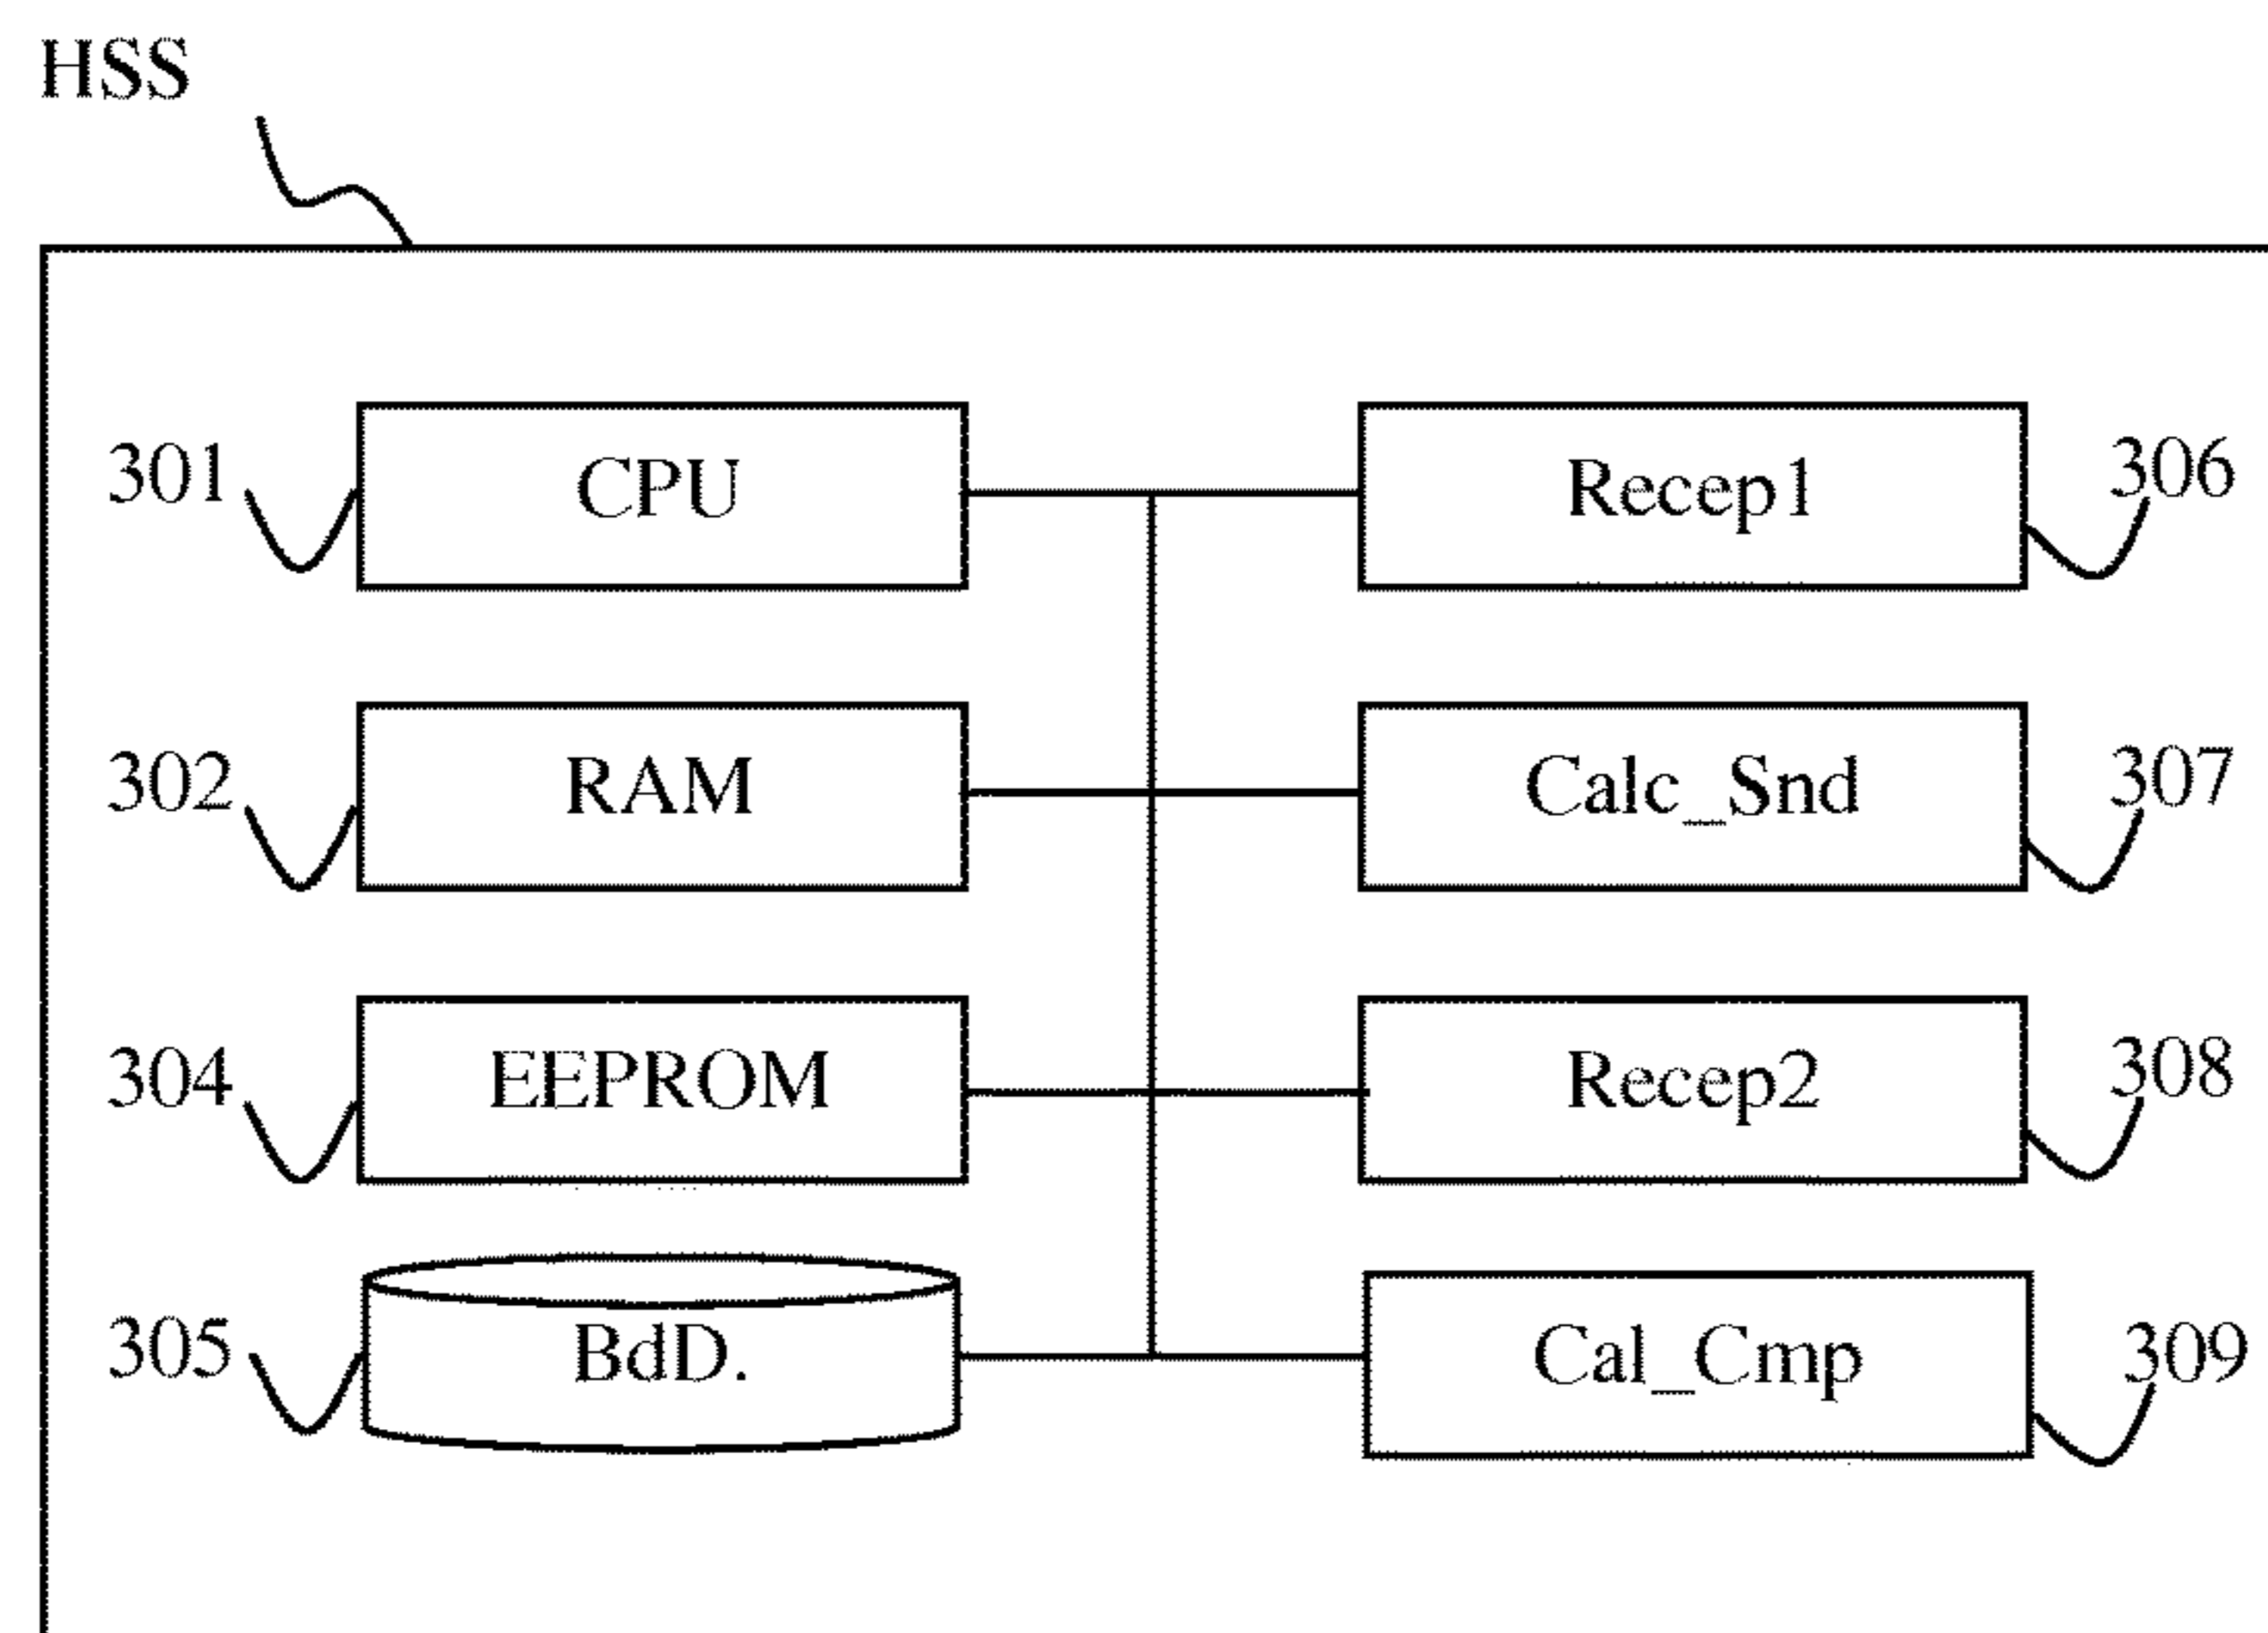 HSS
301 CPU Recep1 306
302 RAM Calc_Snd 307
304 EEPROM Recep2 308
305 BdD. Cal_Cmp 309